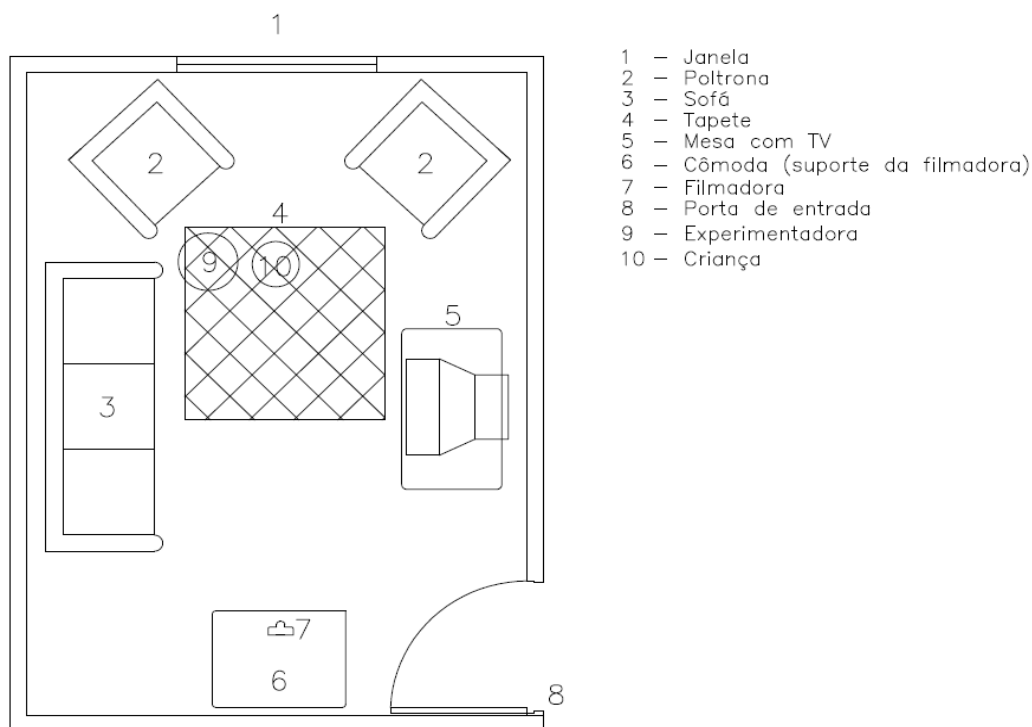 1
2
2
4
9
10
5
3
7
6
8
1 – Janela
2 – Poltrona
3 – Sofá
4 – Tapete
5 – Mesa com TV
6 – Cômoda (suporte da filmadora)
7 – Filmadora
8 – Porta de entrada
9 – Experimentadora
10 – Criança